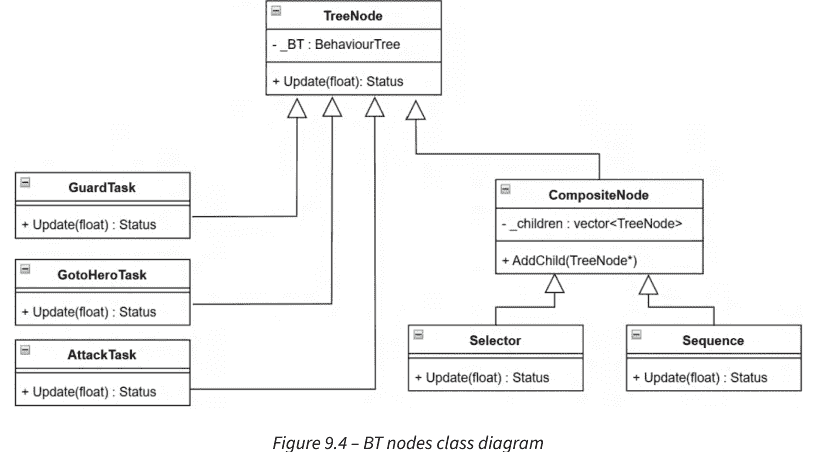 TreeNode
- _BT : BehaviourTree
+ Update(float): Status
GuardTask
+ Update(float) : Status
GotoHeroTask
+ Update(float) : Status
AttackTask
+ Update(float) : Status
CompositeNode
- _children : vector<TreeNode>
+ AddChild(TreeNode*)
Selector
+ Update(float) : Status
Sequence
+ Update(float) : Status
Figure 9.4 – BT nodes class diagram